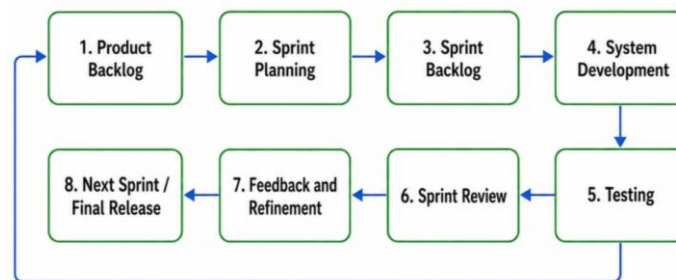 1. Product
Backlog
2. Sprint
Planning
3. Sprint
Backlog
4. System
Development
5. Testing
6. Sprint Review
7. Feedback and
Refinement
8. Next Sprint /
Final Release